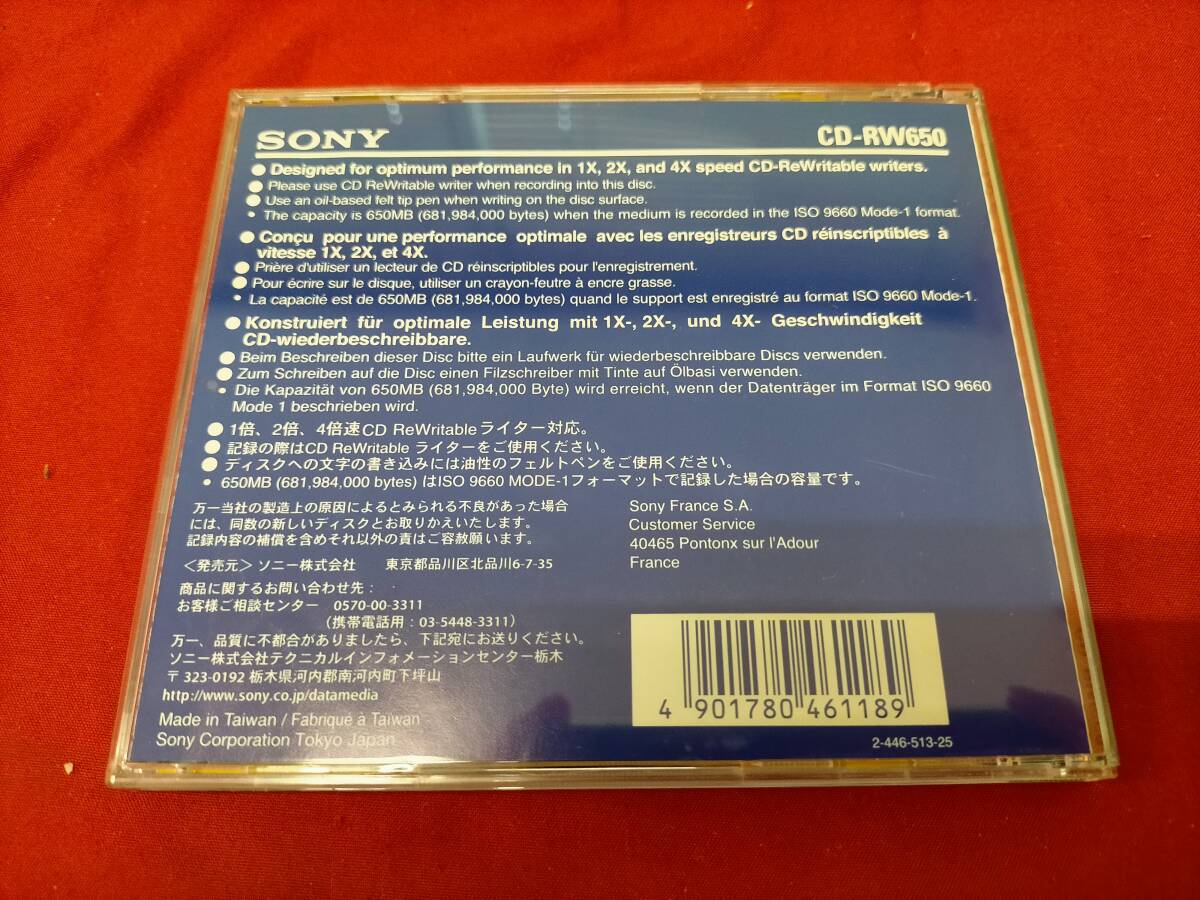 SONY
CD-RW650
● Designed for optimum performance in 1X, 2X, and 4X speed CD-ReWritable writers.
● Please use CD ReWritable writer when recording into this disc.
● Use an oil-based felt tip pen when writing on the disc surface.
• The capacity is 650MB (681,984,000 bytes) when the medium is recorded in the ISO 9660 Mode-1 format.
● Conçu pour une performance optimale avec les enregistreurs CD réinscriptibles à
vitesse 1X, 2X, et 4X.
● Prière d'utiliser un lecteur de CD réinscriptibles pour l'enregistrement.
● Pour écrire sur le disque, utiliser un crayon-feutre à encre grasse.
• La capacité est de 650MB (681,984,000 bytes) quand le support est enregistré au format ISO 9660 Mode-1.
● Konstruiert für optimale Leistung mit 1X-, 2X-, und 4X- Geschwindigkeit
CD-wiederbeschreibbare.
● Beim Beschreiben dieser Disc bitte ein Laufwerk für wiederbeschreibbare Discs verwenden.
● Zum Schreiben auf die Disc einen Filzschreiber mit Tinte auf Ölbasi verwenden.
• Die Kapazität von 650MB (681,984,000 Byte) wird erreicht, wenn der Datenträger im Format ISO 9660
Mode 1 beschrieben wird.
● 1倍、2倍、4倍速CD ReWritableライター対応。
● 記録の際はCD ReWritable ライターをご使用ください。
● ディスクへの文字の書き込みには油性のフェルトペンをご使用ください。
• 650MB (681,984,000 bytes) はISO 9660 MODE-1フォーマットで記録した場合の容量です。
万一当社の製造上の原因によるとみられる不良があった場合
には、同数の新しいディスクとお取りかえいたします。
記録内容の補償を含めそれ以外の責はご容赦願います。
＜発売元＞ ソニー株式会社 東京都品川区北品川6-7-35
商品に関するお問い合わせ先：
お客様ご相談センター 0570-00-3311
（携帯電話用：03-5448-3311）
万一、品質に不都合がありましたら、下記宛にお送りください。
ソニー株式会社テクニカルインフォメーションセンター栃木
〒323-0192 栃木県河内郡南河内町下坪山
http://www.sony.co.jp/datamedia
Made in Taiwan / Fabriqué à Taiwan
Sony Corporation Tokyo Japan
Sony France S.A.
Customer Service
40465 Pontonx sur l'Adour
France
4 901780 461189
2-446-513-25